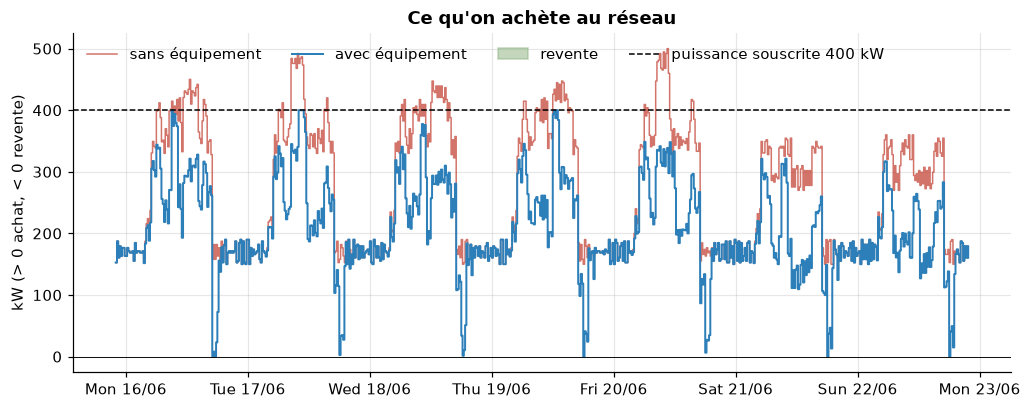 Ce qu'on achète au réseau
kW (> 0 achat, < 0 revente)
500
400
300
200
100
0
sans équipement
avec équipement
revente
puissance souscrite 400 kW
Mon 16/06
Tue 17/06
Wed 18/06
Thu 19/06
Fri 20/06
Sat 21/06
Sun 22/06
Mon 23/06